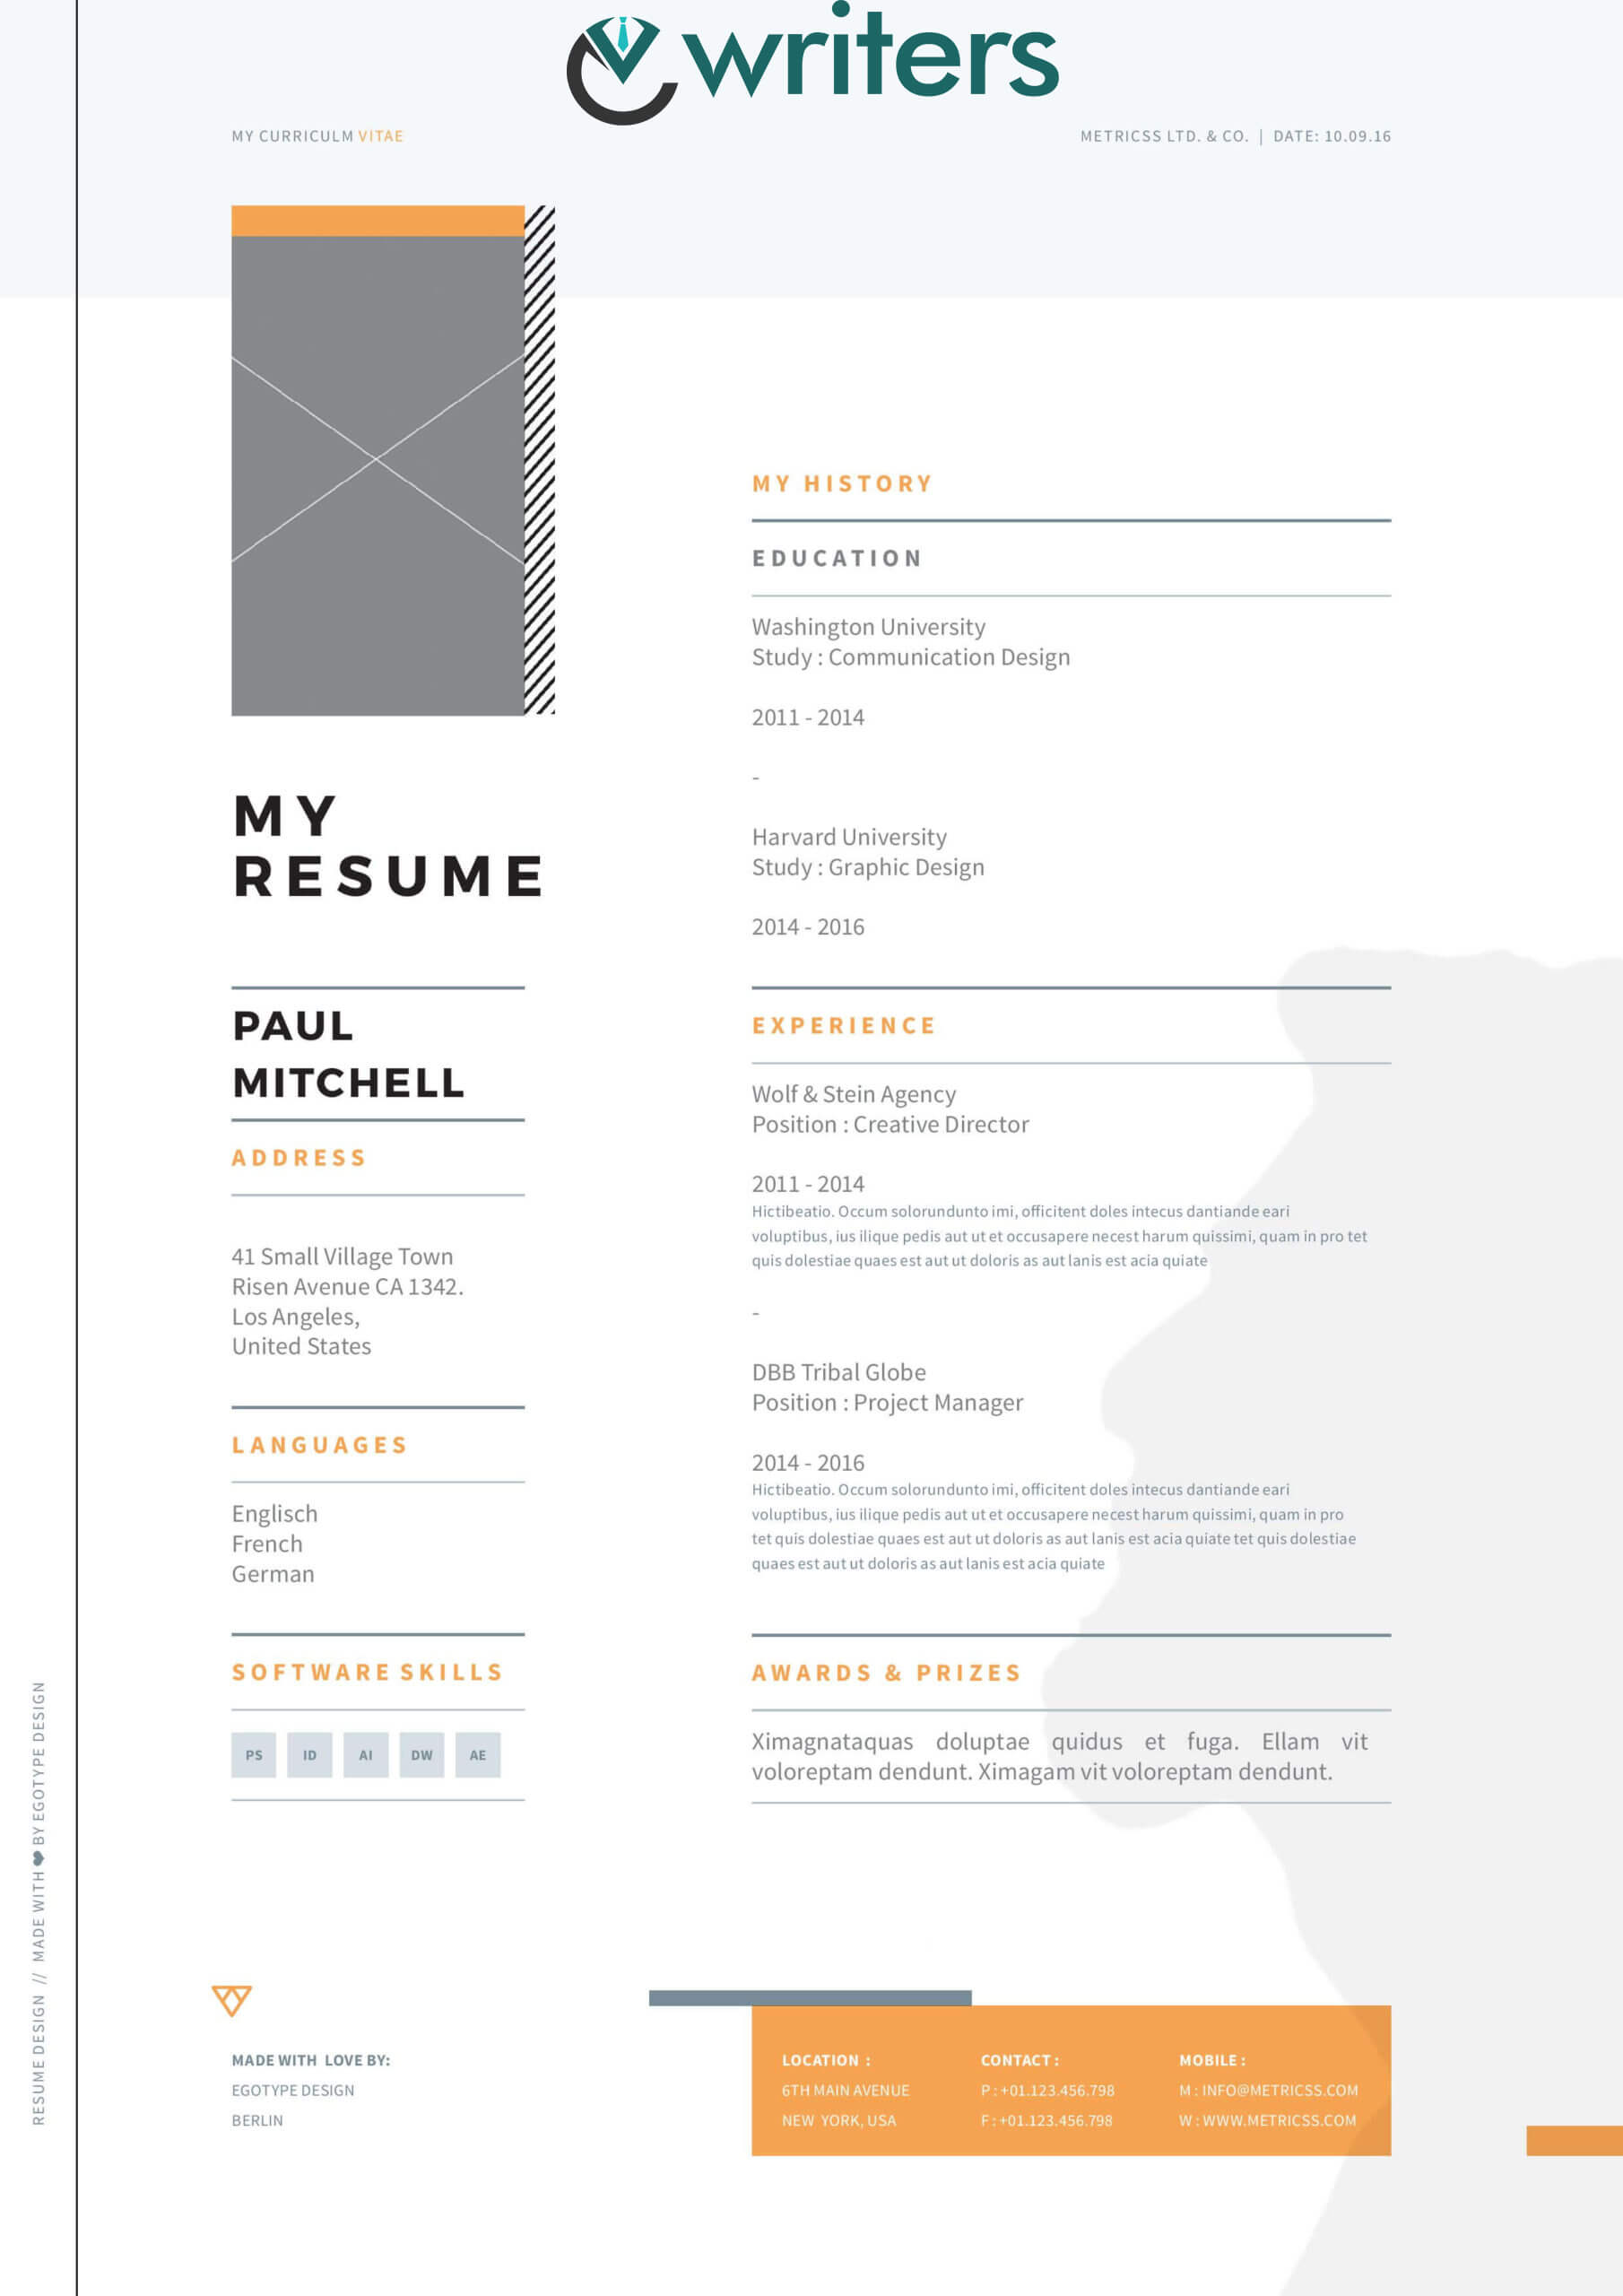 writers
MY CURRICULM VITAE
METRICSS LTD. & CO. | DATE: 10.09.16
MY
RESUME
PAUL
MITCHELL
ADDRESS
41 Small Village Town
Risen Avenue CA 1342.
Los Angeles,
United States
LANGUAGES
Englisch
French
German
SOFTWARE SKILLS
PS ID AI DW AE
MY HISTORY
EDUCATION
Washington University
Study : Communication Design
2011 - 2014
-
Harvard University
Study : Graphic Design
2014 - 2016
EXPERIENCE
Wolf & Stein Agency
Position : Creative Director
2011 - 2014
Hictibeatio. Occum solorundunto imi, officitent doles intecus dantiande eari
voluptibus, ius ilique pedis aut ut et occusapere necest harum quissimi, quam in pro tet
quis dolestiae quaes est aut ut doloris as aut lanis est acia quiate
-
DBB Tribal Globe
Position : Project Manager
2014 - 2016
Hictibeatio. Occum solorundunto imi, officitent doles intecus dantiande eari
voluptibus, ius ilique pedis aut ut et occusapere necest harum quissimi, quam in pro
tet quis dolestiae quaes est aut ut doloris as aut lanis est acia quiate tet quis dolestiae
quaes est aut ut doloris as aut lanis est acia quiate
AWARDS & PRIZES
Ximagnataquas doluptae quidus et fuga. Ellam vit
voloreptam dendunt. Ximagam vit voloreptam dendunt.
RESUME DESIGN // MADE WITH ❤ BY EGOTYPE DESIGN
MADE WITH LOVE BY:
EGOTYPE DESIGN
BERLIN
LOCATION :
6TH MAIN AVENUE
NEW YORK, USA
CONTACT :
P : +01.123.456.798
F : +01.123.456.798
MOBILE :
M : INFO@METRICSS.COM
W : WWW.METRICSS.COM